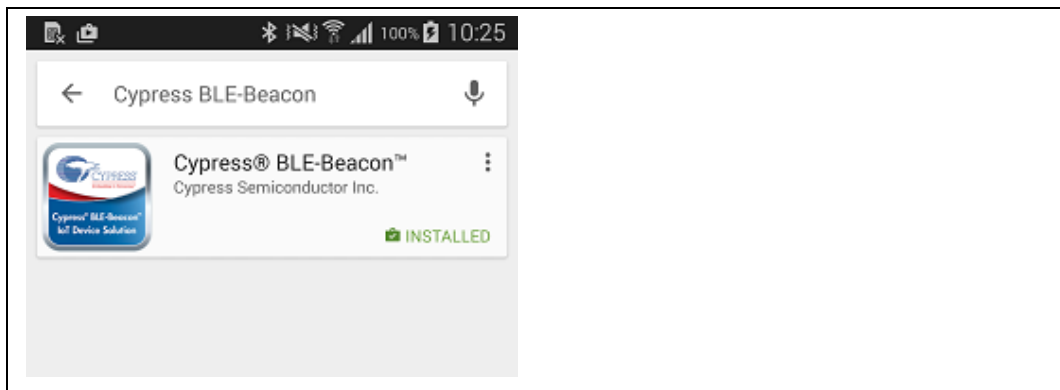 100% 10:25
Cypress BLE-Beacon
Cypress® BLE-Beacon™
Cypress Semiconductor Inc.
CYPRESS
Cypress® BLE-Beacon™
IoT Device Solution
INSTALLED